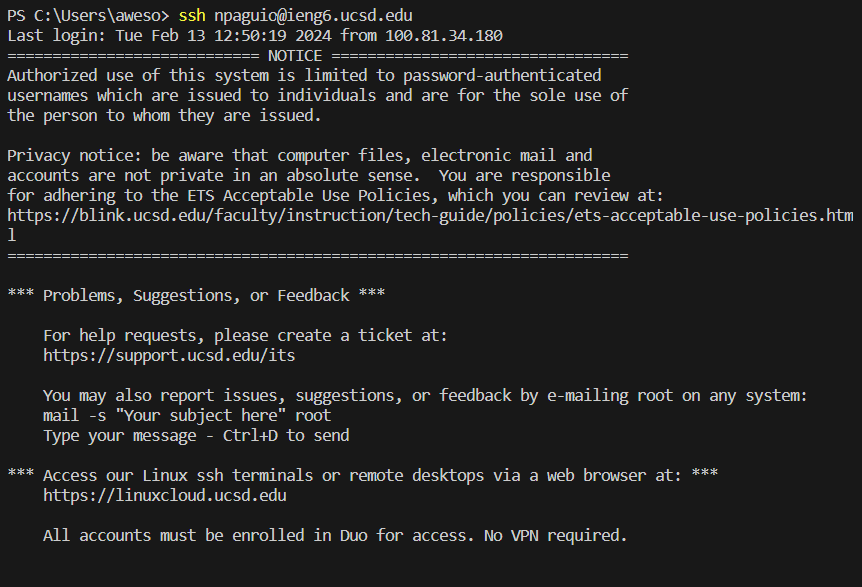 PS C:\Users\aweso> ssh npaguio@ieng6.ucsd.edu
Last login: Tue Feb 13 12:50:19 2024 from 100.81.34.180
============================ NOTICE =================================
Authorized use of this system is limited to password-authenticated
usernames which are issued to individuals and are for the sole use of
the person to whom they are issued.

Privacy notice: be aware that computer files, electronic mail and
accounts are not private in an absolute sense.  You are responsible
for adhering to the ETS Acceptable Use Policies, which you can review at:
https://blink.ucsd.edu/faculty/instruction/tech-guide/policies/ets-acceptable-use-policies.htm
l
=====================================================================

*** Problems, Suggestions, or Feedback ***

    For help requests, please create a ticket at:
    https://support.ucsd.edu/its

    You may also report issues, suggestions, or feedback by e-mailing root on any system:
    mail -s "Your subject here" root
    Type your message - Ctrl+D to send

*** Access our Linux ssh terminals or remote desktops via a web browser at: ***
    https://linuxcloud.ucsd.edu

    All accounts must be enrolled in Duo for access. No VPN required.